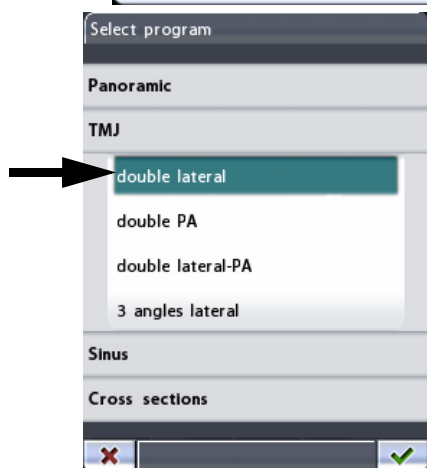 Select program
Panoramic
TMJ
double lateral
double PA
double lateral-PA
3 angles lateral
Sinus
Cross sections